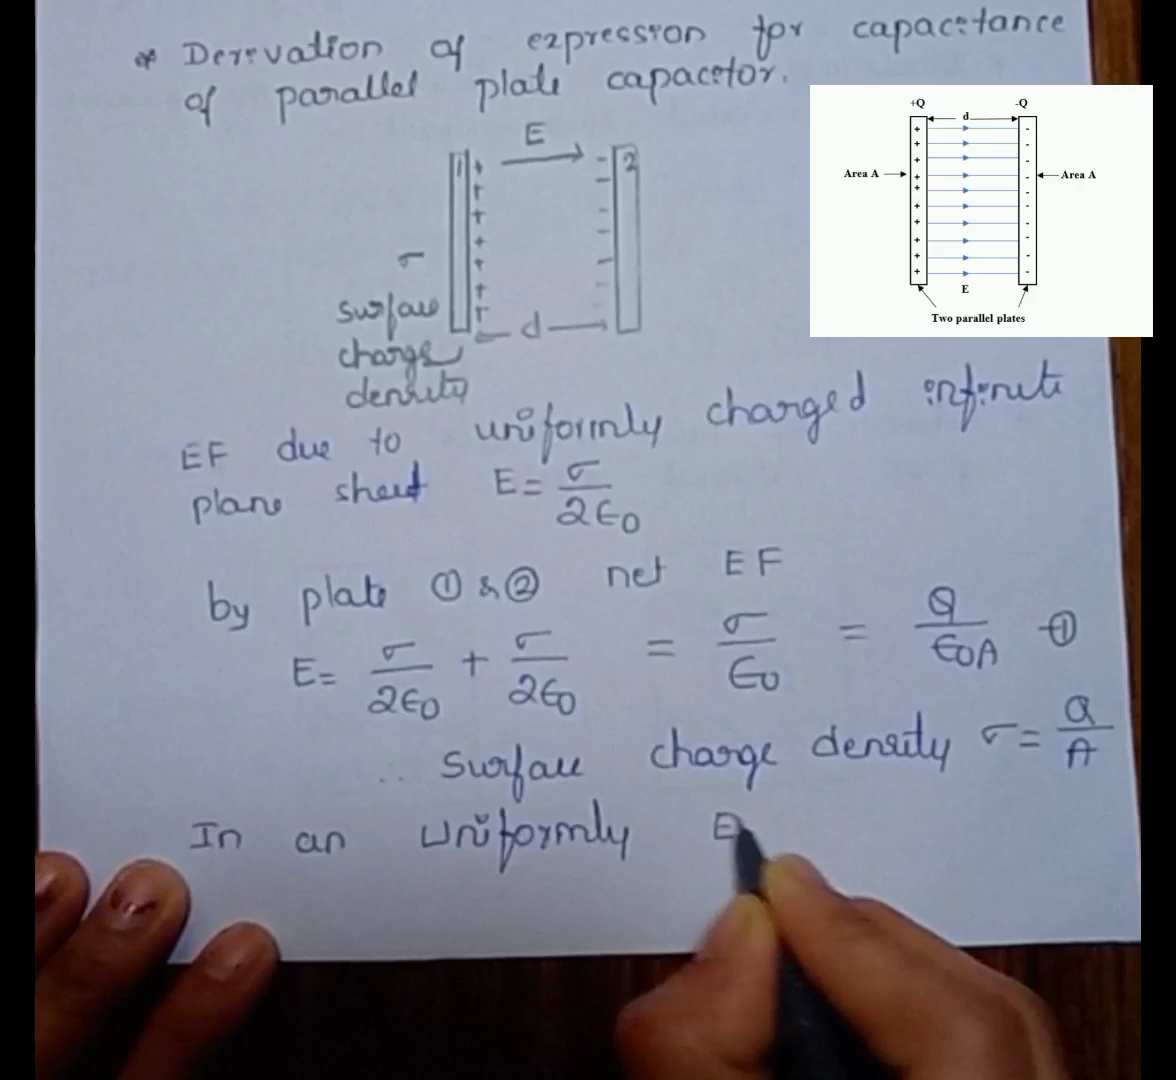 * Derivation of expression for capacitance
of parallel plate capacitor.
E
1 + + + + + + +
- - - - - - - 2
σ
surface
charge
density
d
+Q -Q
d
Area A
Area A
E
Two parallel plates
EF due to uniformly charged infinite
plane sheet E = σ/2ϵ0
by plate ① & ② net EF
E = σ/2ϵ0 + σ/2ϵ0 = σ/ϵ0 = Q/ϵ0A -①
∴ Surface charge density σ = Q/A
In an uniformly E